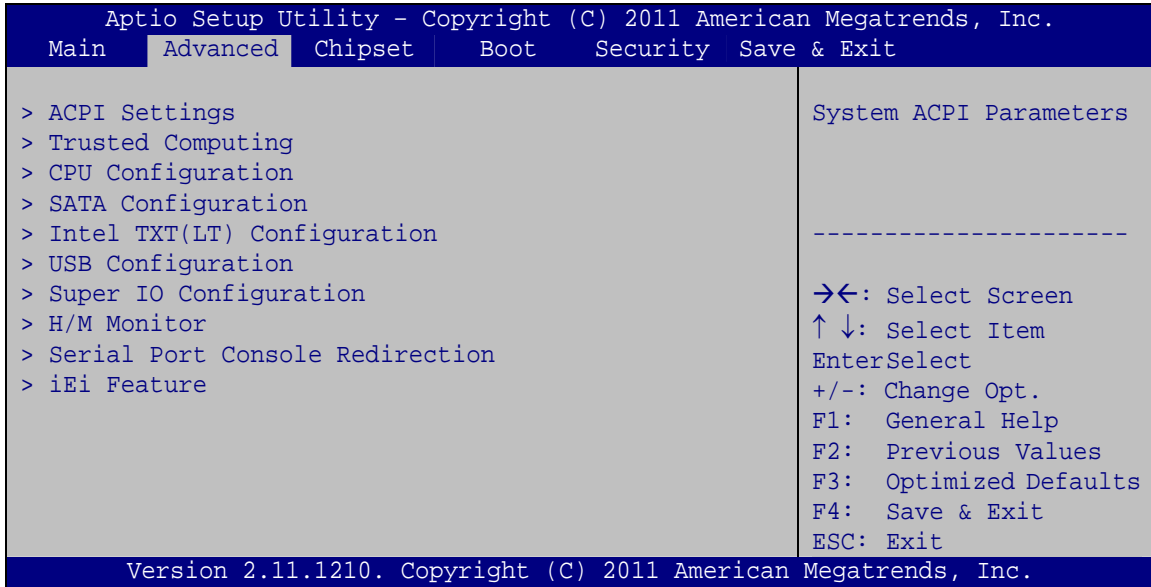 Aptio Setup Utility – Copyright (C) 2011 American Megatrends, Inc.
Main Advanced Chipset Boot Security Save & Exit
> ACPI Settings
> Trusted Computing
> CPU Configuration
> SATA Configuration
> Intel TXT(LT) Configuration
> USB Configuration
> Super IO Configuration
> H/M Monitor
> Serial Port Console Redirection
> iEi Feature
System ACPI Parameters
----------------------
→←: Select Screen
↑ ↓: Select Item
EnterSelect
+/-: Change Opt.
F1: General Help
F2: Previous Values
F3: Optimized Defaults
F4: Save & Exit
ESC: Exit
Version 2.11.1210. Copyright (C) 2011 American Megatrends, Inc.